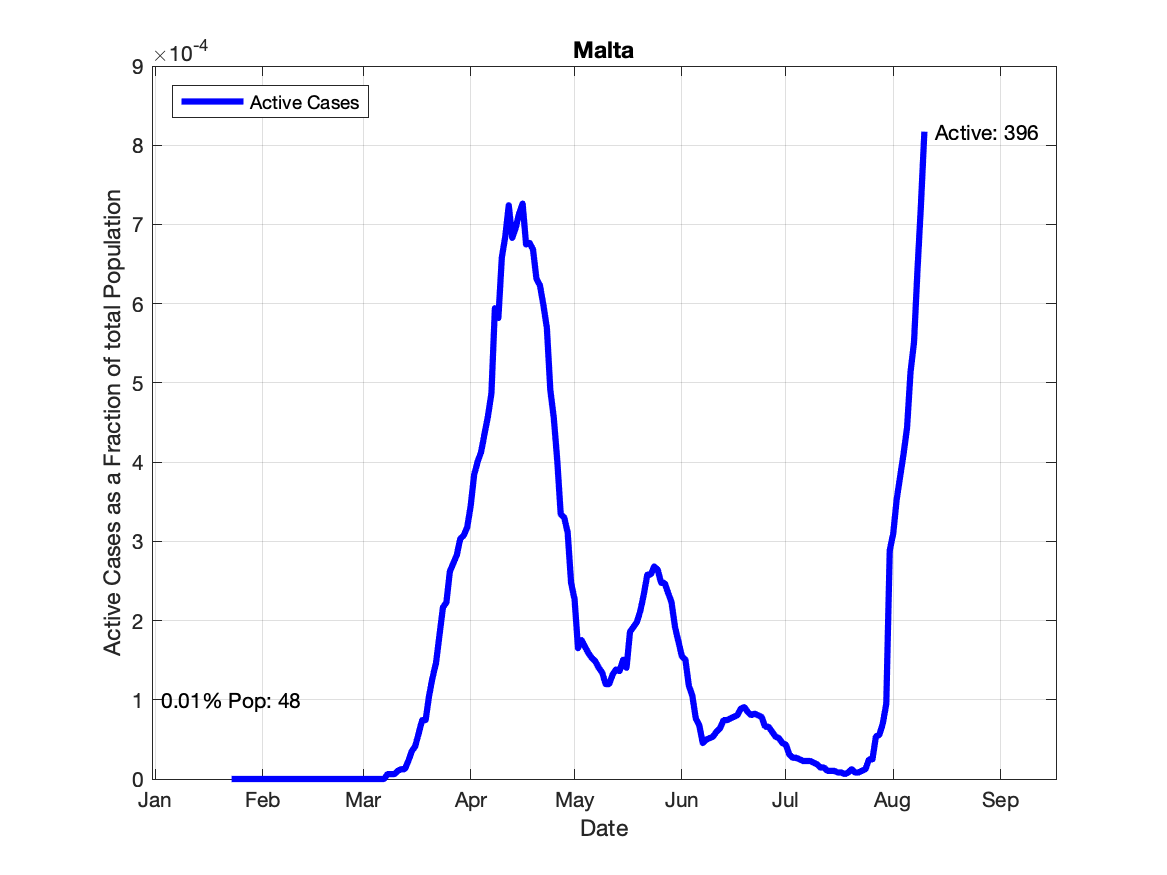 Malta
×10-4
9
8
7
6
5
4
3
2
1
0
Active Cases as a Fraction of total Population
Active Cases
Active: 396
0.01% Pop: 48
Jan Feb Mar Apr May Jun Jul Aug Sep
Date